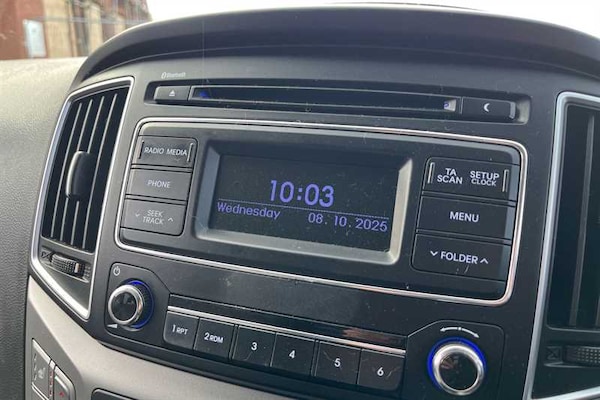 Bluetooth
RADIO MEDIA
PHONE
SEEK
TRACK
10:03
Wednesday 08.10.2025
TA
SCAN
SETUP
CLOCK
MENU
FOLDER
1 RPT
2 RDM
3
4
5
6